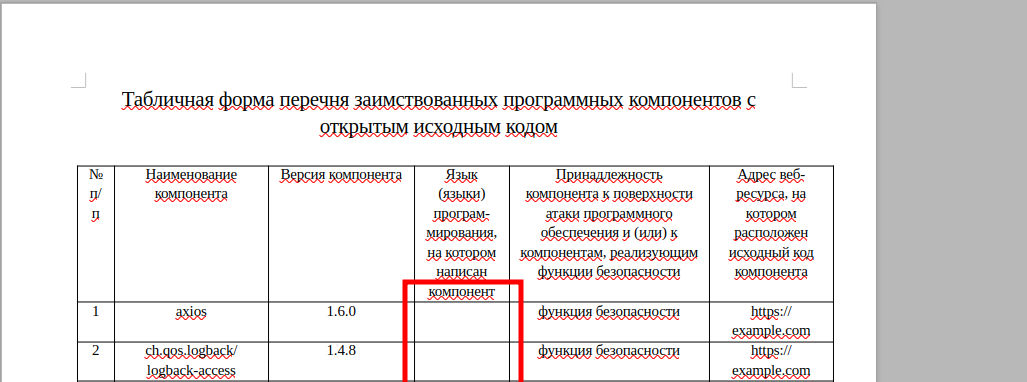 Табличная форма перечня заимствованных программных компонентов с
открытым исходным кодом
№
п/
п
Наименование
компонента
Версия компонента
Язык
(языки)
програм-
мирования,
на котором
написан
компонент
Принадлежность
компонента к поверхности
атаки программного
обеспечения и (или) к
компонентам, реализующим
функции безопасности
Адрес веб-
ресурса, на
котором
расположен
исходный код
компонента
1
axios
1.6.0
функция безопасности
https://
example.com
2
ch.qos.logback/
logback-access
1.4.8
функция безопасности
https://
example.com